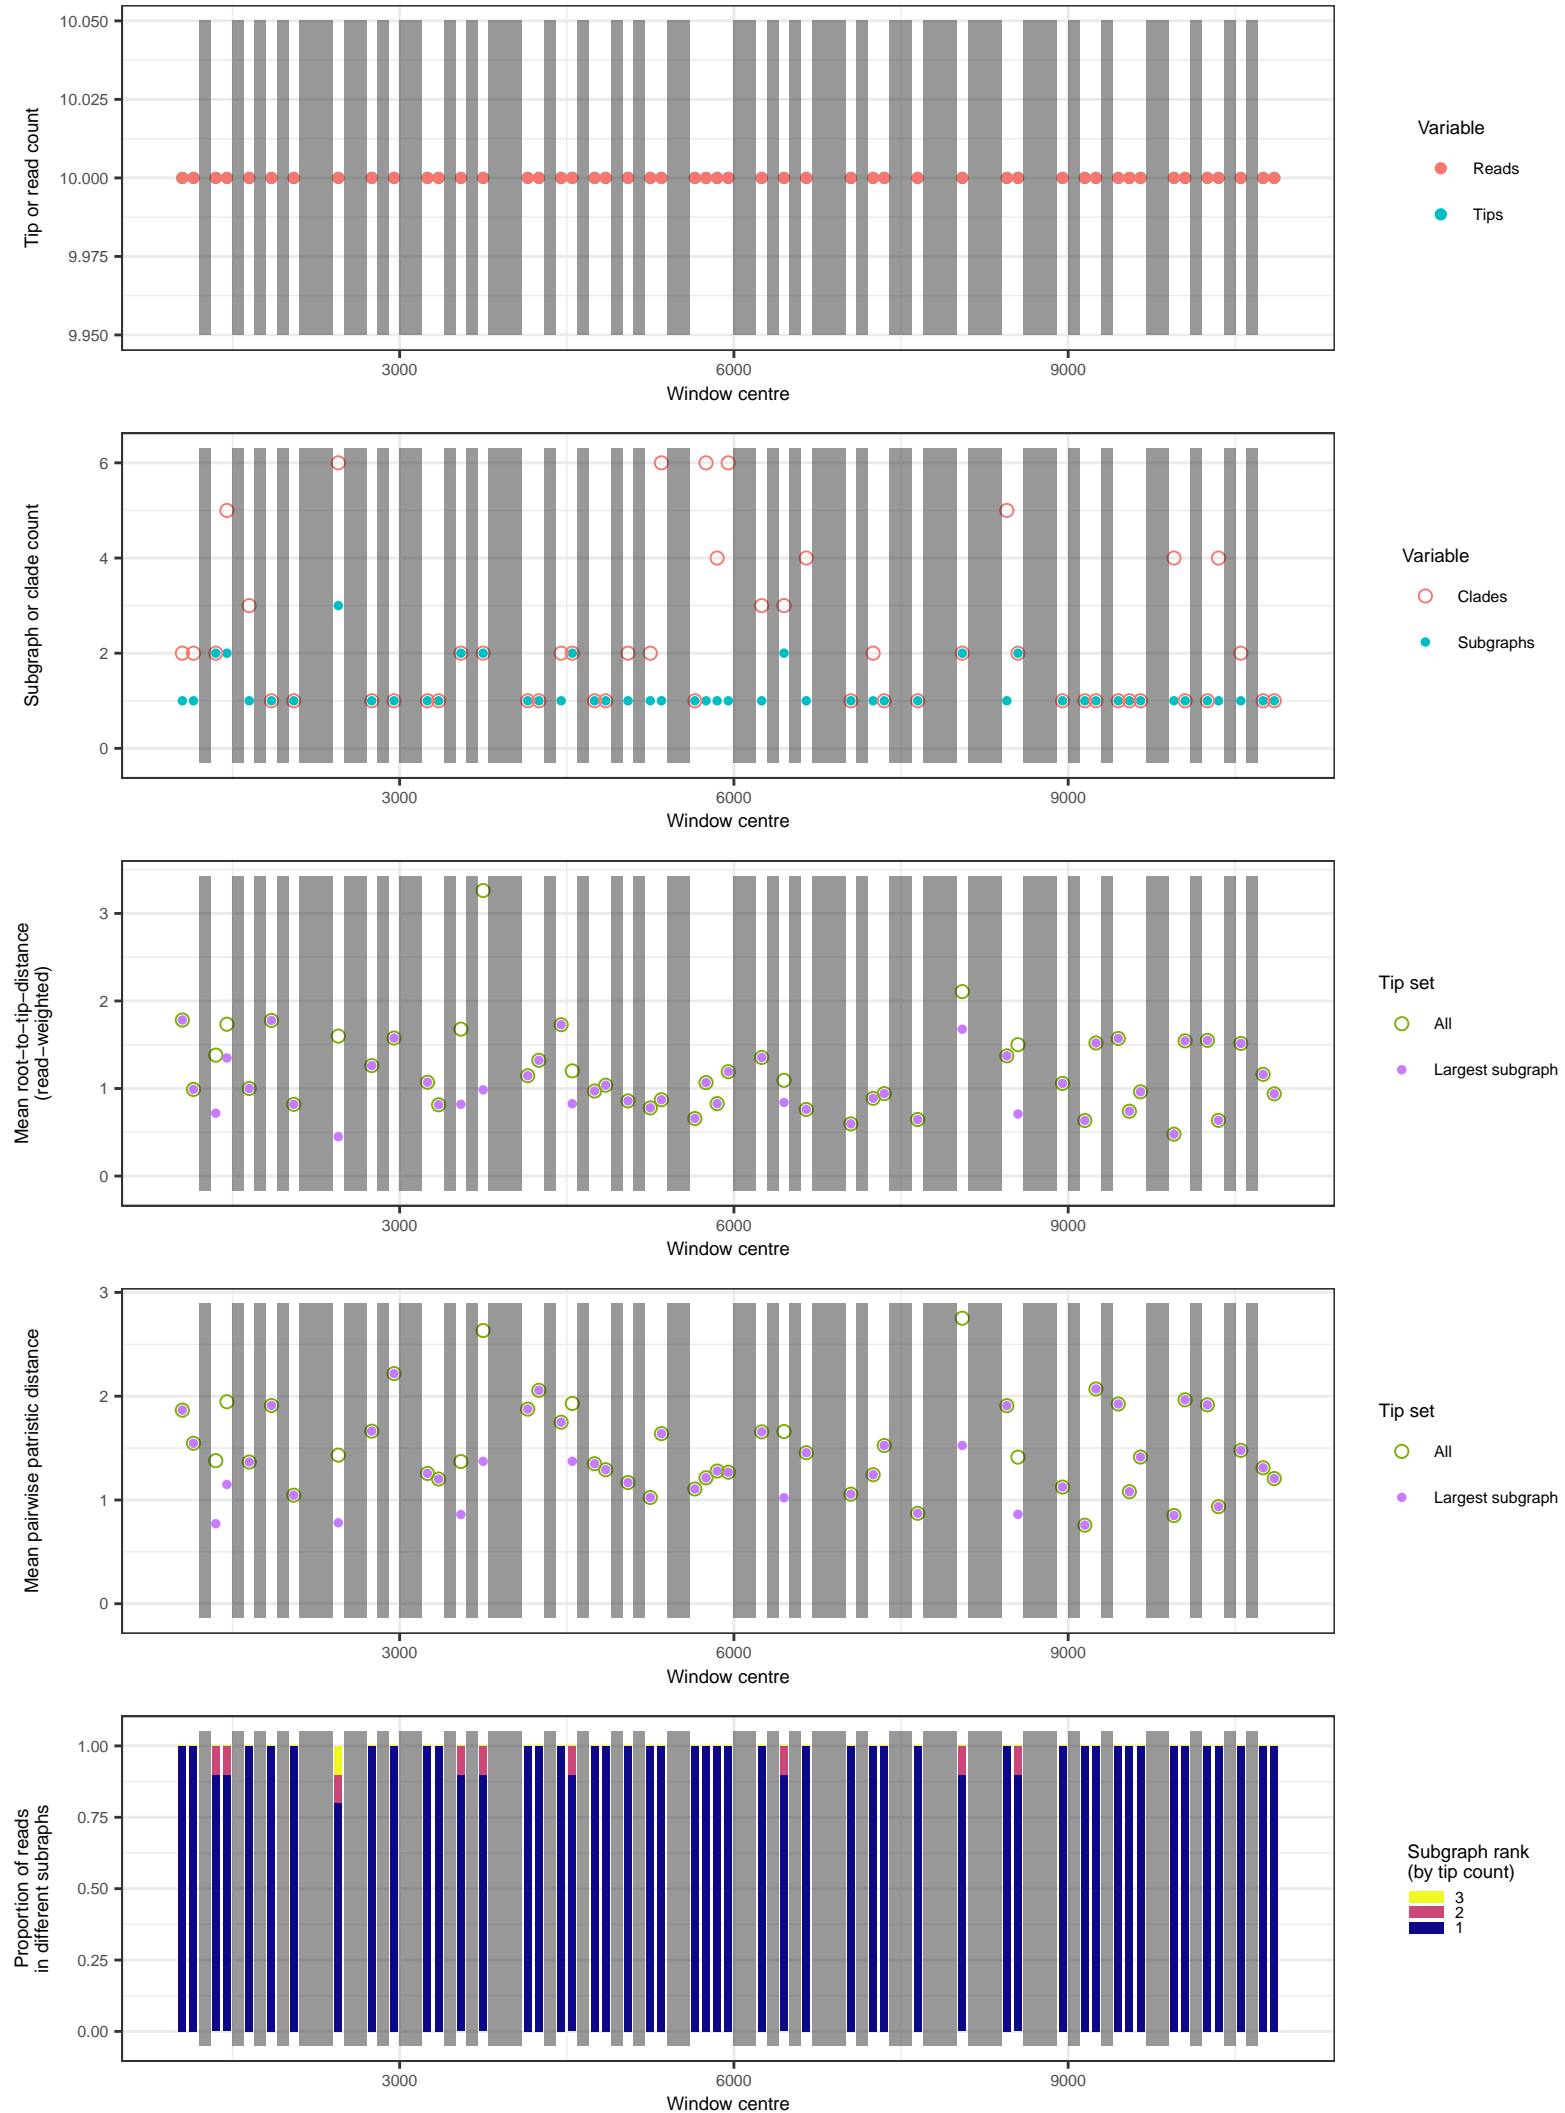 10.050
10.025
10.000
9.975
9.950
Tip or read count
3000 6000 9000
Window centre
Variable
Reads
Tips
6
4
2
0
Subgraph or clade count
3000 6000 9000
Window centre
Variable
Clades
Subgraphs
3
2
1
0
Mean root−to−tip−distance
(read−weighted)
3000 6000 9000
Window centre
Tip set
All
Largest subgraph
3
2
1
0
Mean pairwise patristic distance
3000 6000 9000
Window centre
Tip set
All
Largest subgraph
1.00
0.75
0.50
0.25
0.00
Proportion of reads
in different subraphs
3000 6000 9000
Window centre
Subgraph rank
(by tip count)
3
2
1